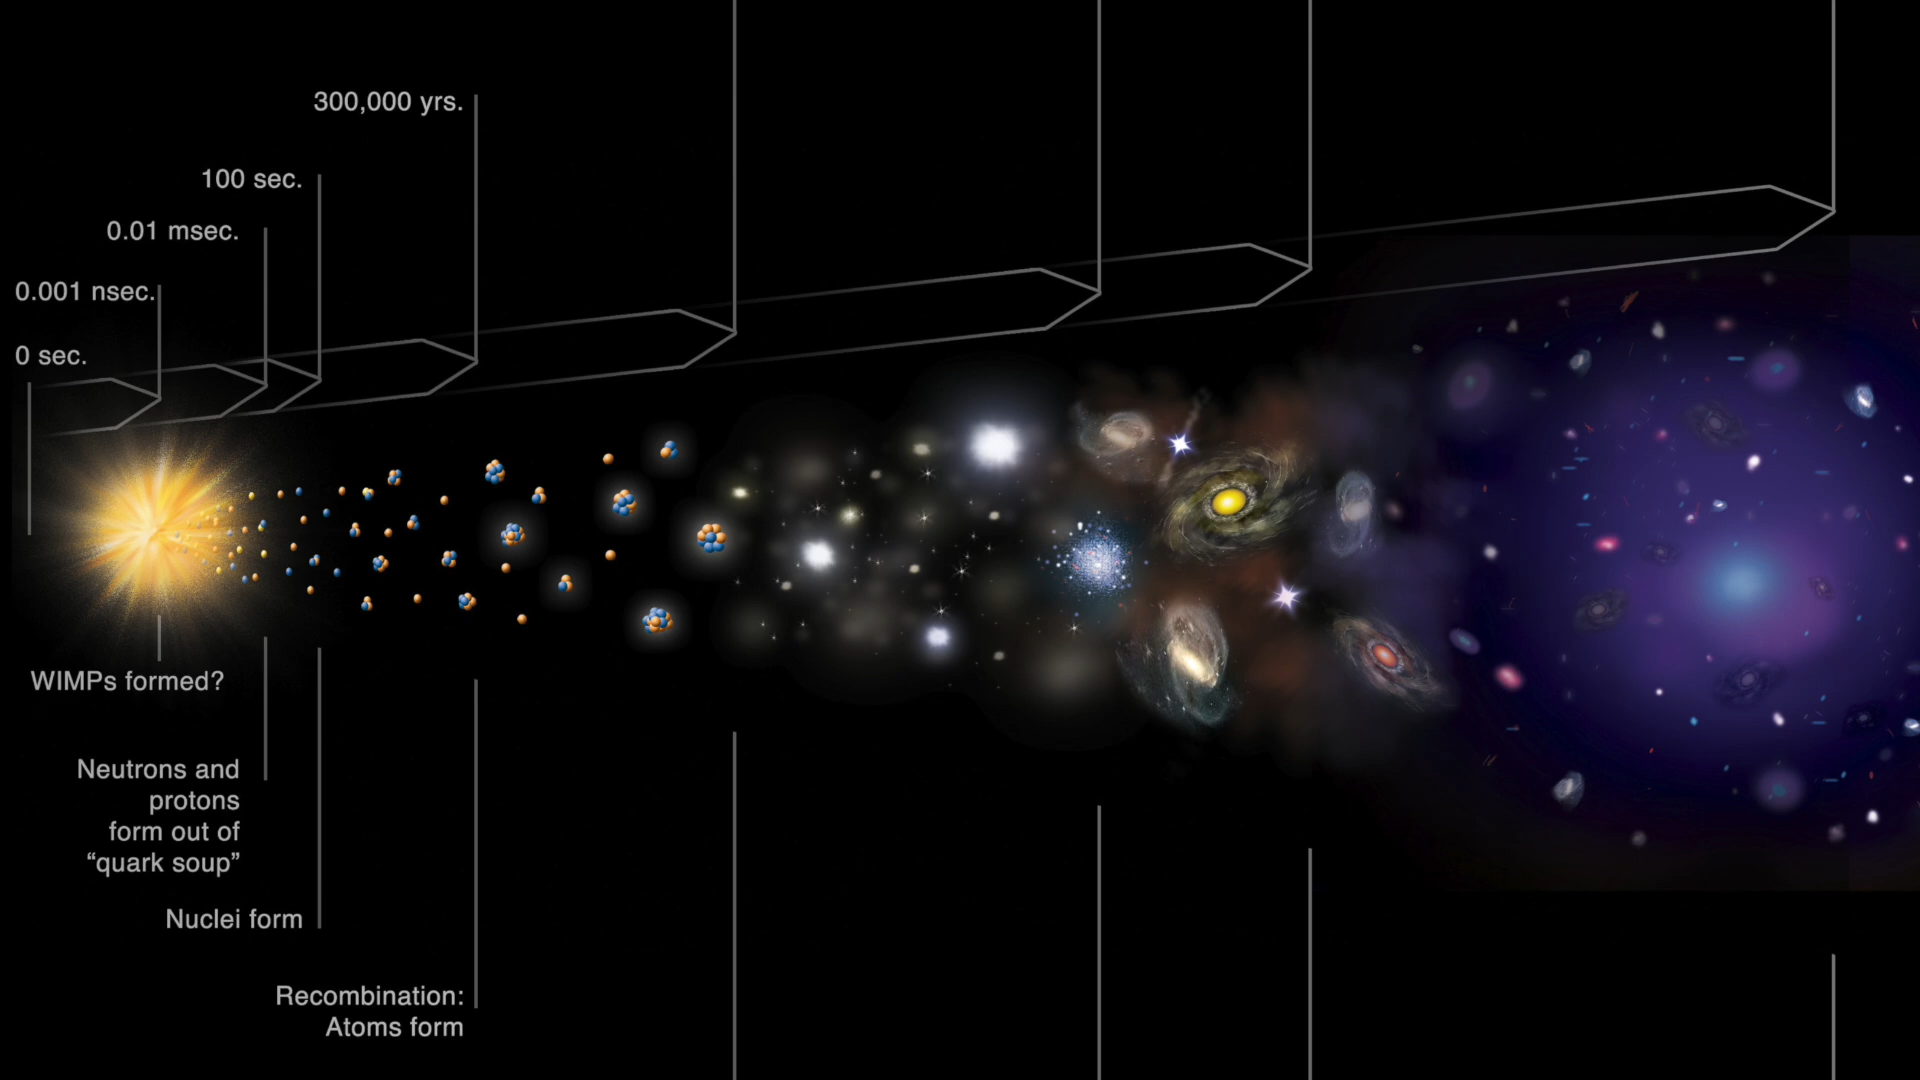 300,000 yrs.
100 sec.
0.01 msec.
0.001 nsec.
0 sec.
WIMPs formed?
Neutrons and
protons
form out of
“quark soup”
Nuclei form
Recombination:
Atoms form